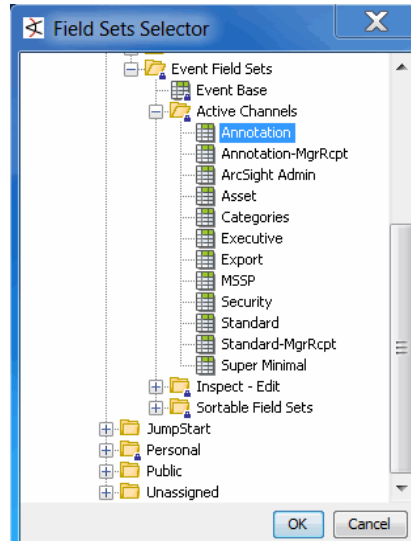 Field Sets Selector
Event Field Sets
Event Base
Active Channels
Annotation
Annotation-MgrRcpt
ArcSight Admin
Asset
Categories
Executive
Export
MSSP
Security
Standard
Standard-MgrRcpt
Super Minimal
Inspect - Edit
Sortable Field Sets
JumpStart
Personal
Public
Unassigned
OK Cancel